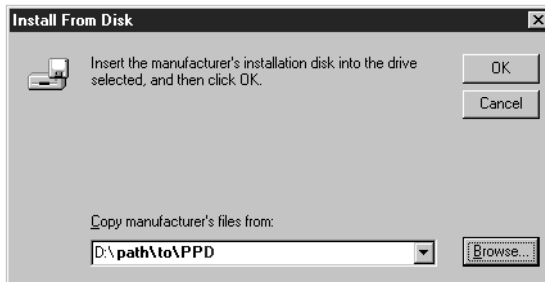 Install From Disk
Insert the manufacturer's installation disk into the drive
selected, and then click OK.
OK
Cancel
Copy manufacturer's files from:
D:\path\to\PPD
Browse...